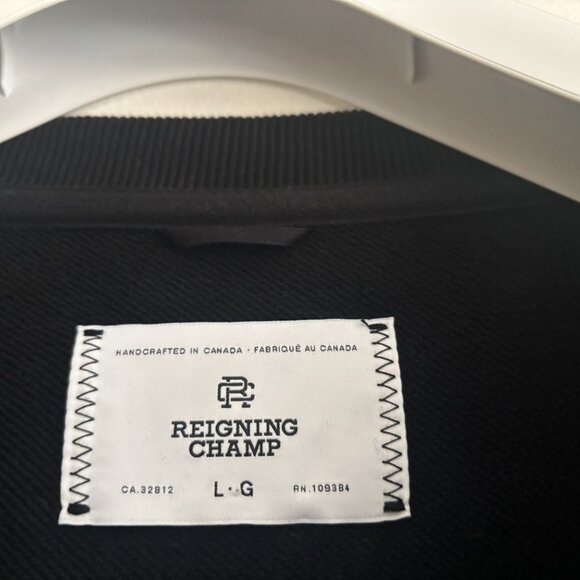 HANDCRAFTED IN CANADA · FABRIQUÉ AU CANADA
RC
REIGNING
CHAMP
CA.32812 L·G RN.109384